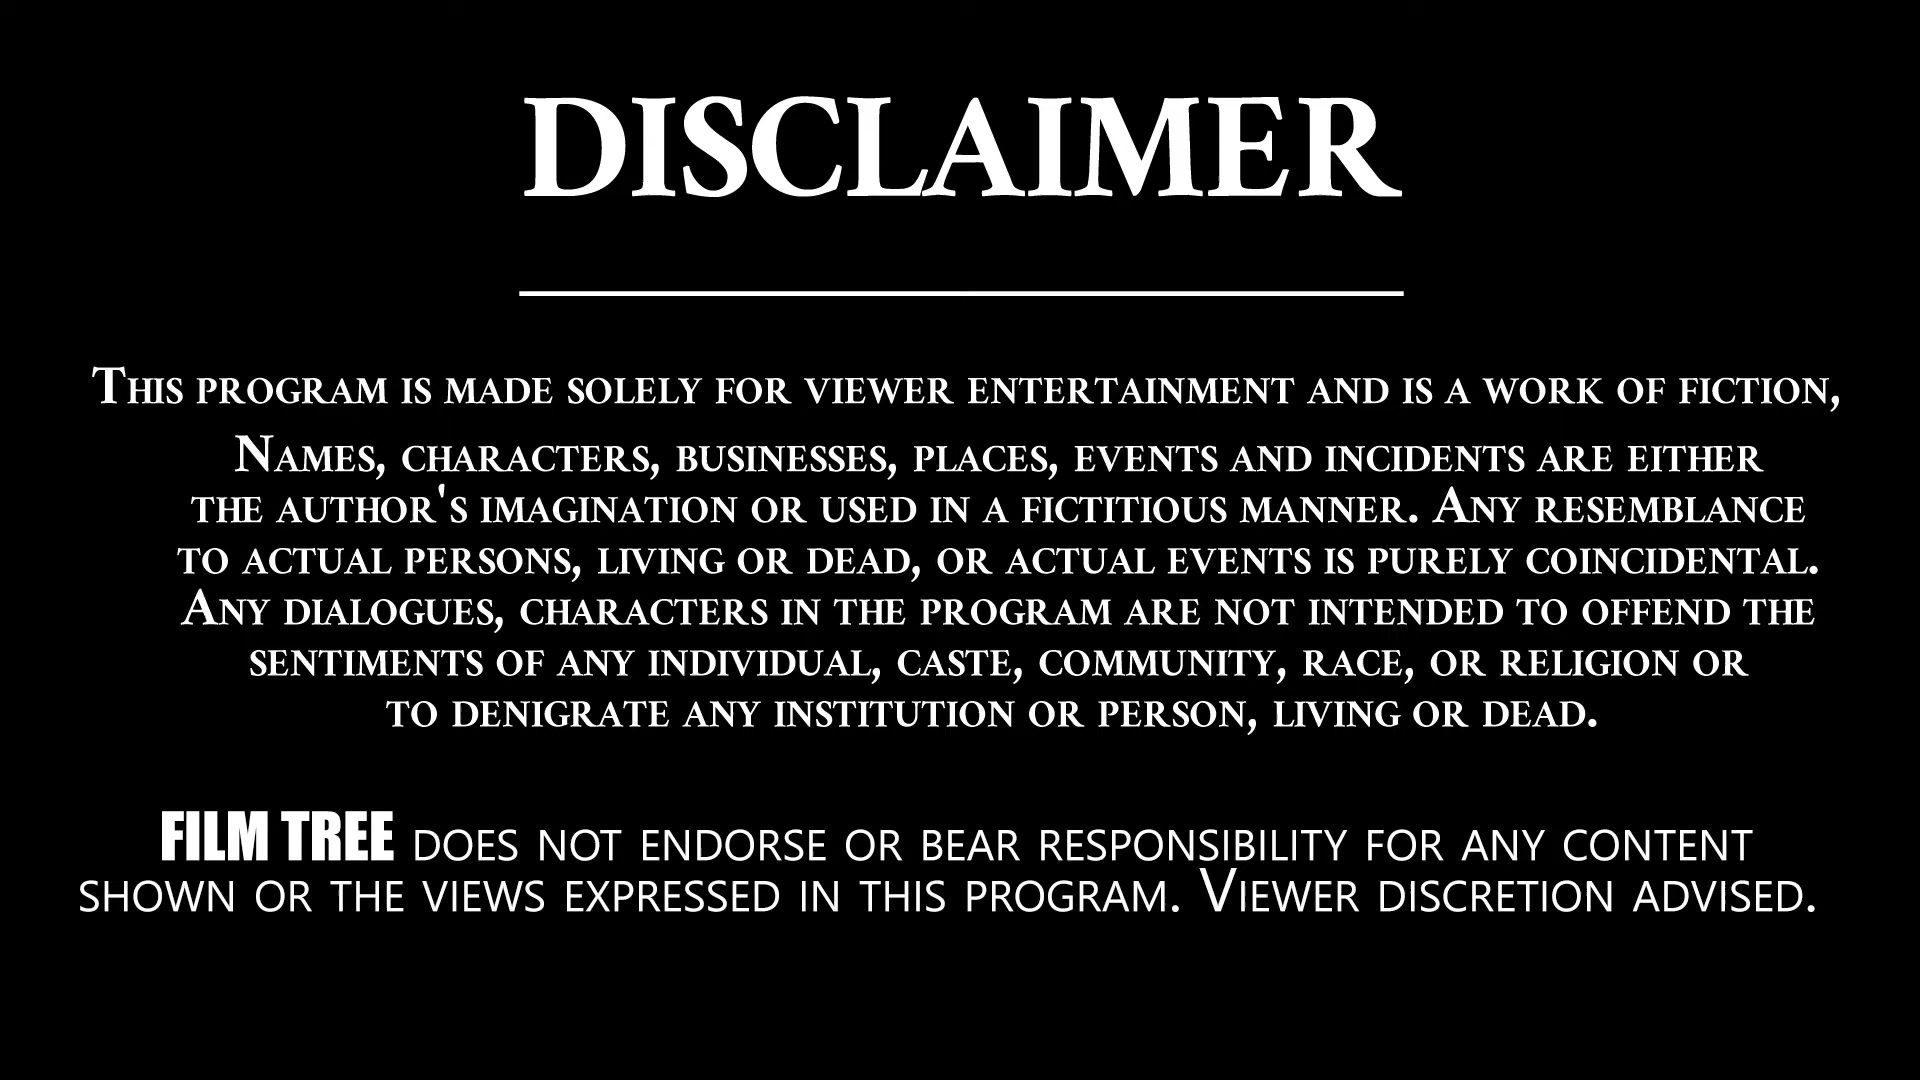 DISCLAIMER
This program is made solely for viewer entertainment and is a work of fiction,
Names, characters, businesses, places, events and incidents are either
the author's imagination or used in a fictitious manner. Any resemblance
to actual persons, living or dead, or actual events is purely coincidental.
Any dialogues, characters in the program are not intended to offend the
sentiments of any individual, caste, community, race, or religion or
to denigrate any institution or person, living or dead.
FILM TREE does not endorse or bear responsibility for any content
shown or the views expressed in this program. Viewer discretion advised.